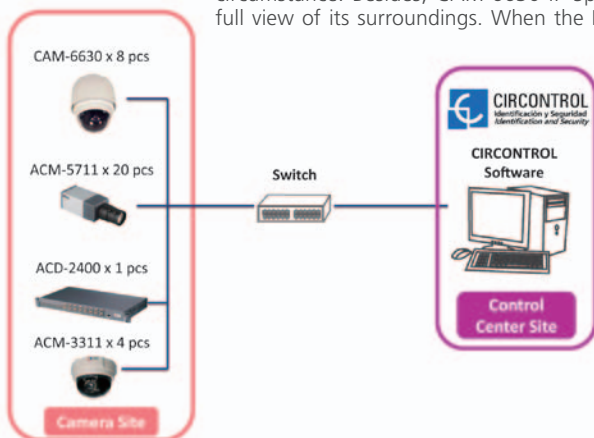 full view of its surroundings. When the
CAM-6630 x 8 pcs
ACM-5711 x 20 pcs
ACD-2400 x 1 pcs
ACM-3311 x 4 pcs
Camera Site
Switch
CIRCONTROL
Identificación y Seguridad
Identification and Security
CIRCONTROL
Software
Control
Center Site